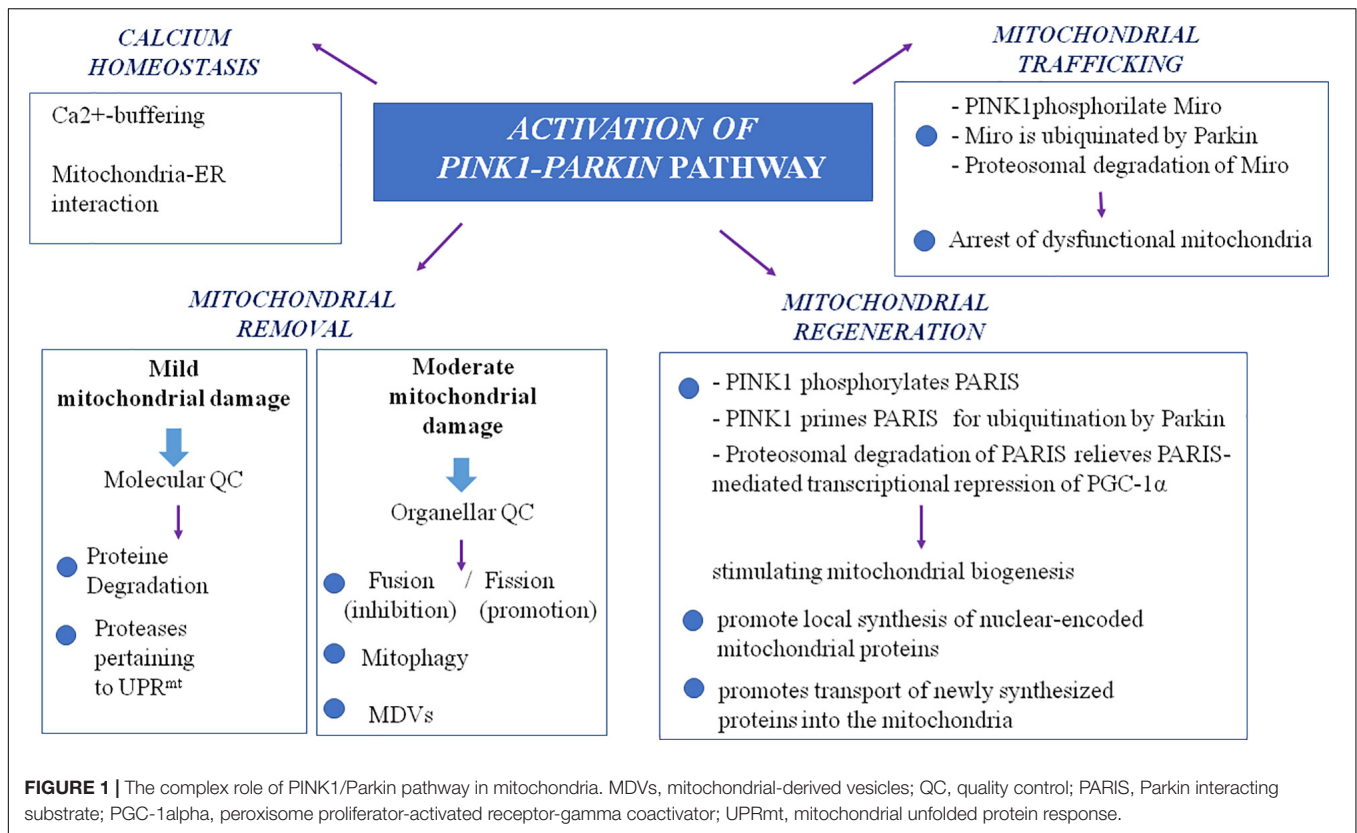 CALCIUM
HOMEOSTASIS
Ca2+-buffering
Mitochondria-ER
interaction
ACTIVATION OF
PINK1-PARKIN PATHWAY
MITOCHONDRIAL
TRAFFICKING
- PINK1phosphorilate Miro
- Miro is ubiquinated by Parkin
- Proteosomal degradation of Miro
Arrest of dysfunctional mitochondria
MITOCHONDRIAL
REMOVAL
Mild
mitochondrial damage
Molecular QC
Proteine
Degradation
Proteases
pertaining
to UPRmt
Moderate
mitochondrial
damage
Organellar QC
Fusion / Fission
(inhibition) (promotion)
Mitophagy
MDVs
MITOCHONDRIAL
REGENERATION
- PINK1 phosphorylates PARIS
- PINK1 primes PARIS for ubiquitination by Parkin
- Proteosomal degradation of PARIS relieves PARIS-
mediated transcriptional repression of PGC-1α
stimulating mitochondrial biogenesis
promote local synthesis of nuclear-encoded
mitochondrial proteins
promotes transport of newly synthesized
proteins into the mitochondria
FIGURE 1 | The complex role of PINK1/Parkin pathway in mitochondria. MDVs, mitochondrial-derived vesicles; QC, quality control; PARIS, Parkin interacting
substrate; PGC-1alpha, peroxisome proliferator-activated receptor-gamma coactivator; UPRmt, mitochondrial unfolded protein response.